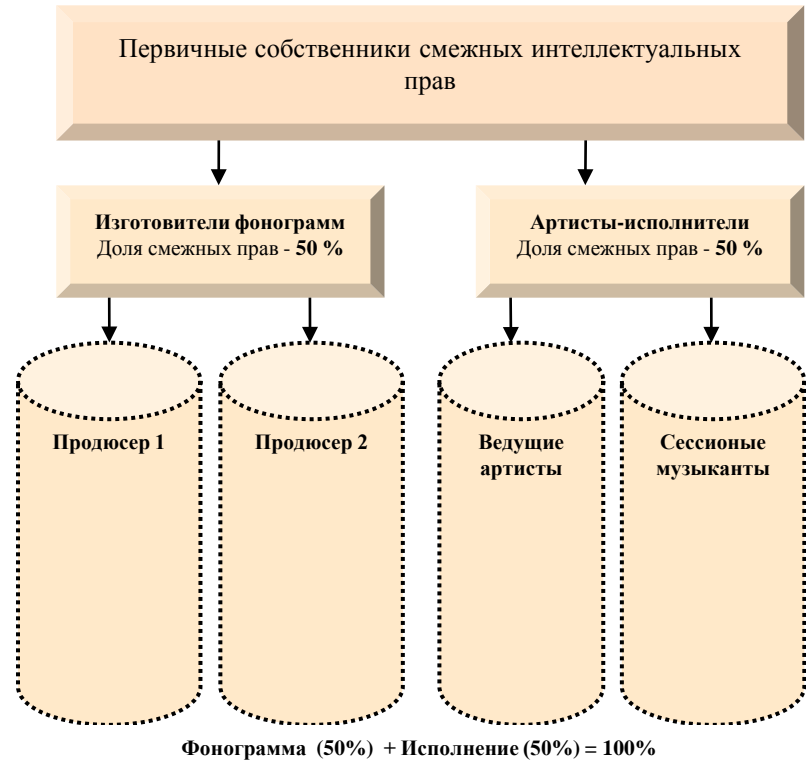 Первичные собственники смежных интеллектуальных
прав
Изготовители фонограмм
Доля смежных прав - 50 %
Артисты-исполнители
Доля смежных прав - 50 %
Продюсер 1
Продюсер 2
Ведущие
артисты
Сессионые
музыканты
Фонограмма (50%) + Исполнение (50%) = 100%